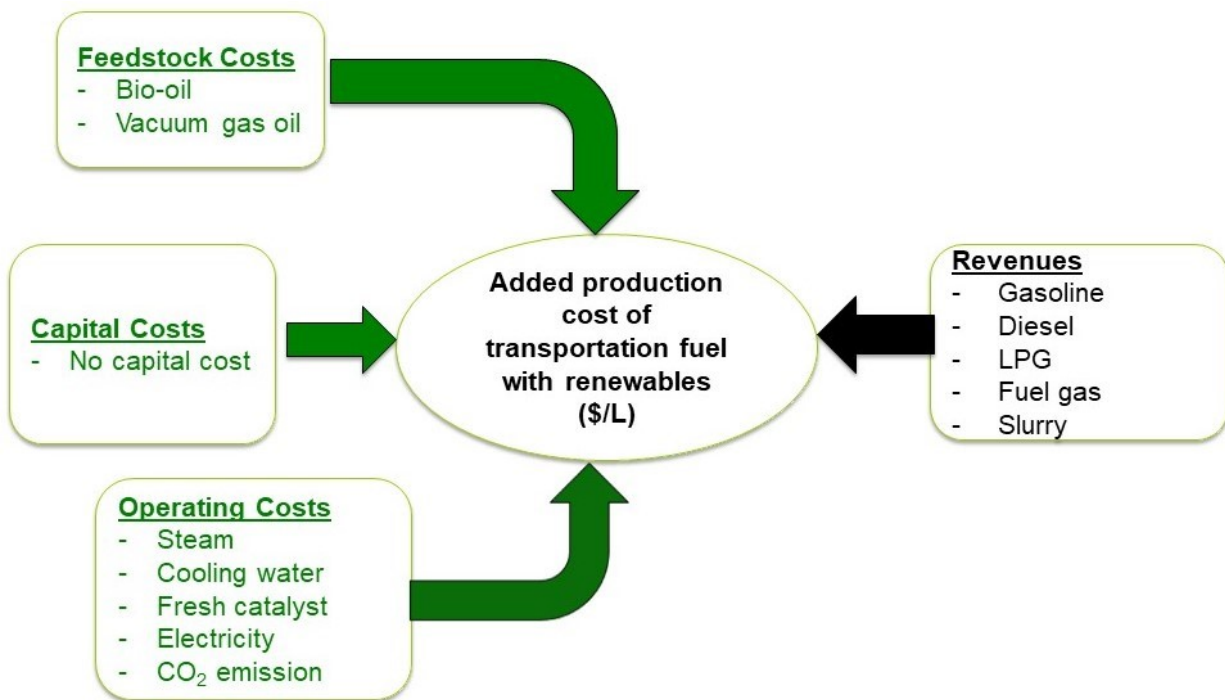 Feedstock Costs
- Bio-oil
- Vacuum gas oil
Capital Costs
- No capital cost
Operating Costs
- Steam
- Cooling water
- Fresh catalyst
- Electricity
- CO₂ emission
Added production
cost of
transportation fuel
with renewables
($/L)
Revenues
- Gasoline
- Diesel
- LPG
- Fuel gas
- Slurry